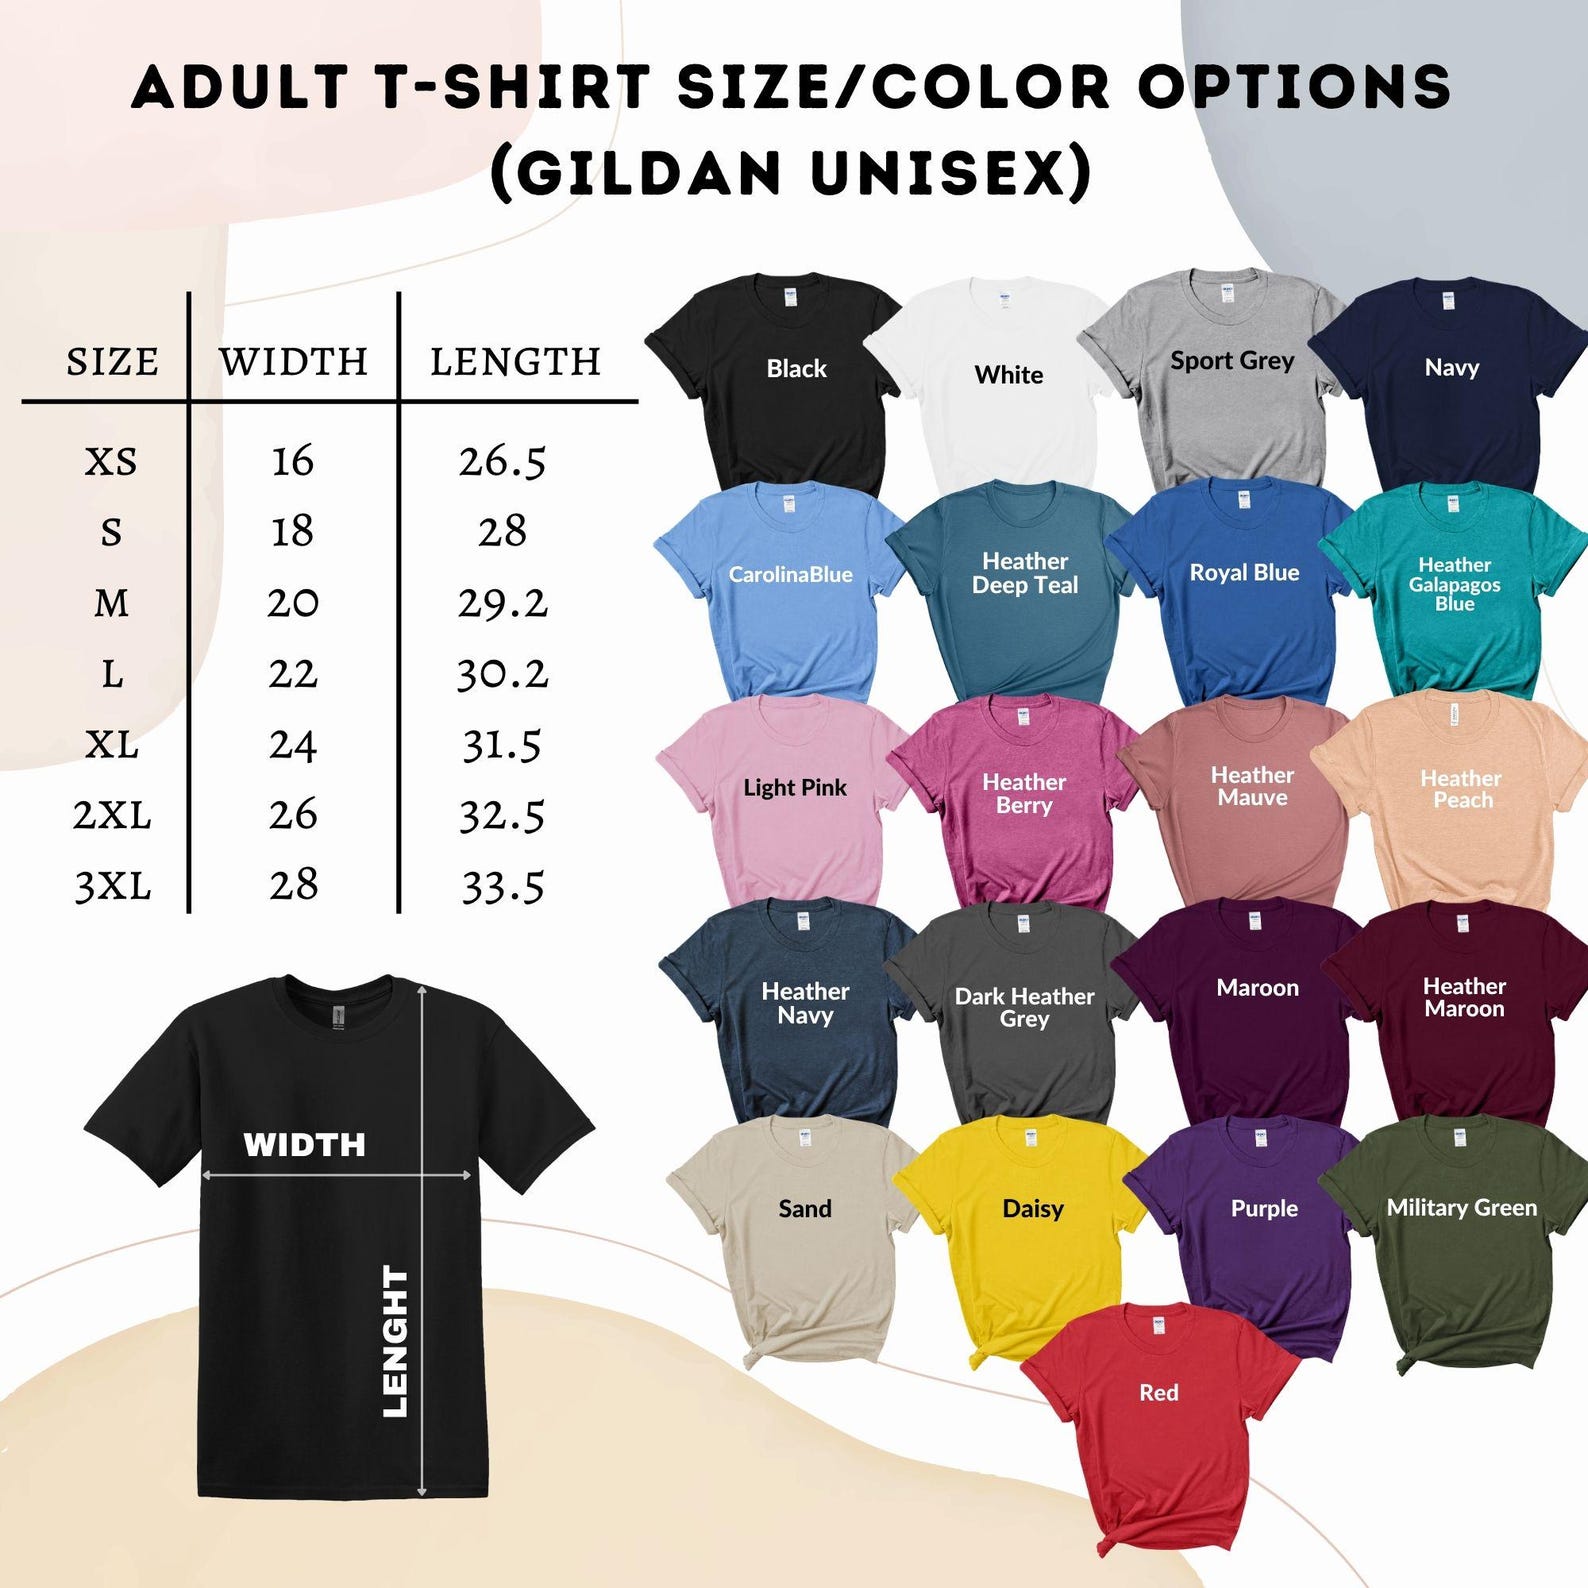 ADULT T-SHIRT SIZE/COLOR OPTIONS
(GILDAN UNISEX)
SIZE WIDTH LENGTH
XS 16 26.5
S 18 28
M 20 29.2
L 22 30.2
XL 24 31.5
2XL 26 32.5
3XL 28 33.5
WIDTH
LENGHT
Black
White
Sport Grey
Navy
CarolinaBlue
Heather
Deep Teal
Royal Blue
Heather
Galapagos
Blue
Light Pink
Heather
Berry
Heather
Mauve
Heather
Peach
Heather
Navy
Dark Heather
Grey
Maroon
Heather
Maroon
Sand
Daisy
Purple
Military Green
Red